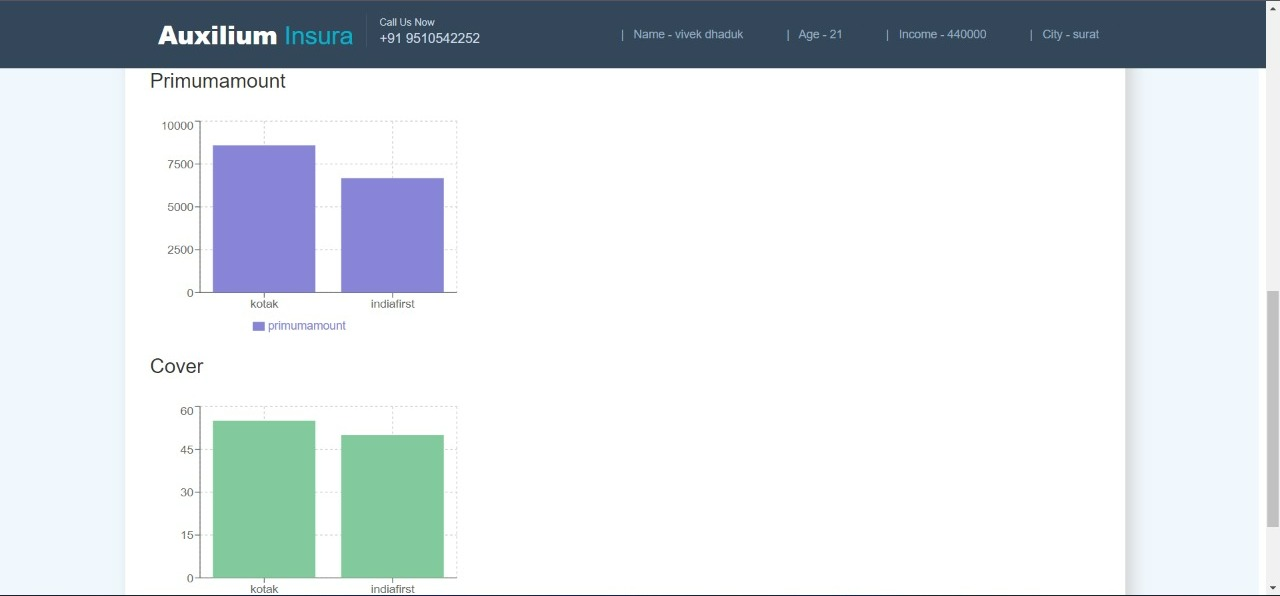 Auxilium Insura
Call Us Now
+91 9510542252
| Name - vivek dhaduk | Age - 21 | Income - 440000 | City - surat
Primumamount
10000
7500
5000
2500
0
kotak indiafirst
primumamount
Cover
60
45
30
15
0
kotak indiafirst